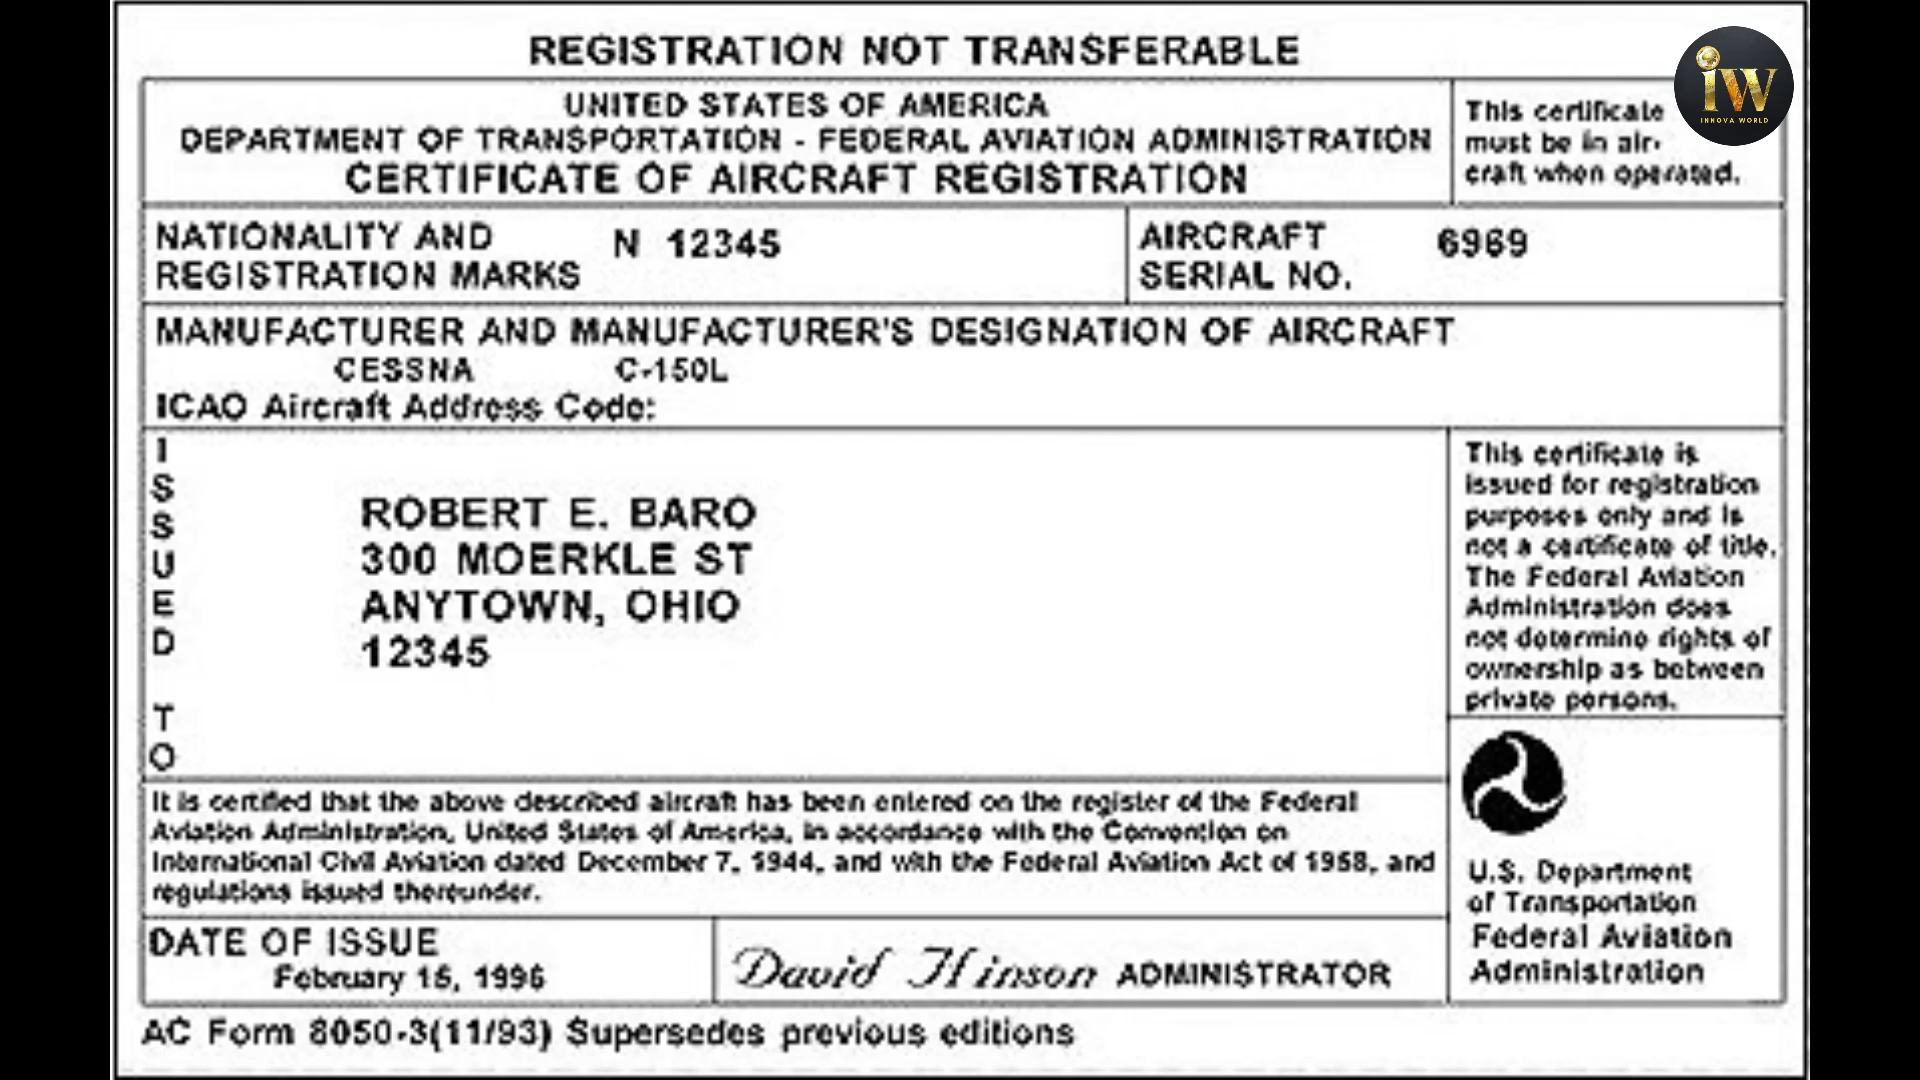 REGISTRATION NOT TRANSFERABLE
UNITED STATES OF AMERICA
DEPARTMENT OF TRANSPORTATION - FEDERAL AVIATION ADMINISTRATION
CERTIFICATE OF AIRCRAFT REGISTRATION
This certificate
must be in air-
craft when operated.
iW
INNOVA WORLD
NATIONALITY AND
REGISTRATION MARKS
N 12345
AIRCRAFT
SERIAL NO.
6969
MANUFACTURER AND MANUFACTURER'S DESIGNATION OF AIRCRAFT
CESSNA C-150L
ICAO Aircraft Address Code:
ISSUED TO
ROBERT E. BARO
300 MOERKLE ST
ANYTOWN, OHIO
12345
This certificate is
issued for registration
purposes only and is
not a certificate of title.
The Federal Aviation
Administration does
not determine rights of
ownership as between
private persons.
It is certified that the above described aircraft has been entered on the register of the Federal
Aviation Administration, United States of America, in accordance with the Convention on
International Civil Aviation dated December 7, 1944, and with the Federal Aviation Act of 1958, and
regulations issued thereunder.
DATE OF ISSUE
February 15, 1996
David Hinson ADMINISTRATOR
U.S. Department
of Transportation
Federal Aviation
Administration
AC Form 8050-3(11/93) Supersedes previous editions